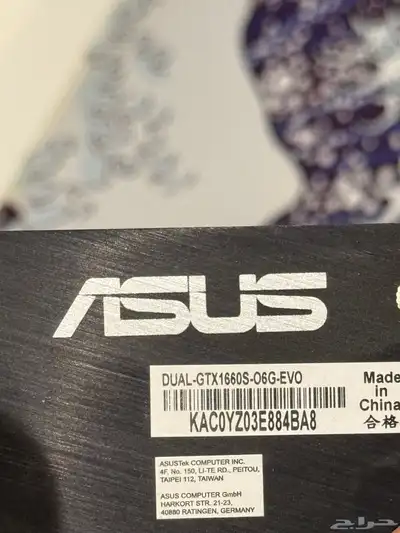 ASUS
DUAL-GTX1660S-O6G-EVO
KAC0YZ03E884BA8
Made
in
China
合格
ASUSTek COMPUTER INC.
4F, No. 150, LI-TE RD., PEITOU,
TAIPEI 112, TAIWAN
ASUS COMPUTER GmbH
HARKORT STR. 21-23,
40880 RATINGEN, GERMANY
حراج